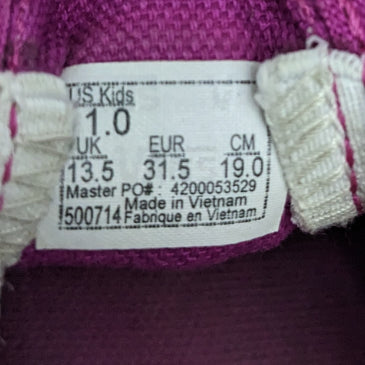 US Kids
1.0
UK EUR CM
13.5 31.5 19.0
Master PO# : 4200053529
500714 Made in Vietnam
Fabrique en Vietnam